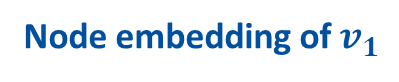 Node embedding of v₁